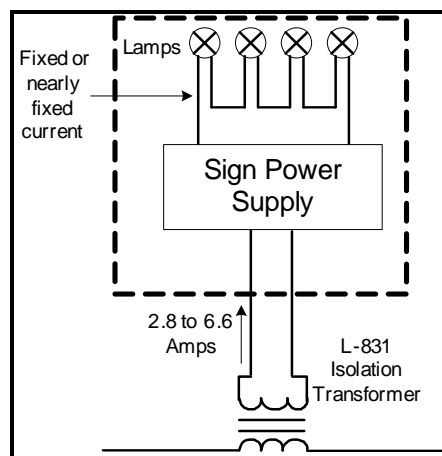 Lamps
Fixed or
nearly
fixed
current
Sign Power
Supply
2.8 to 6.6
Amps
L-831
Isolation
Transformer